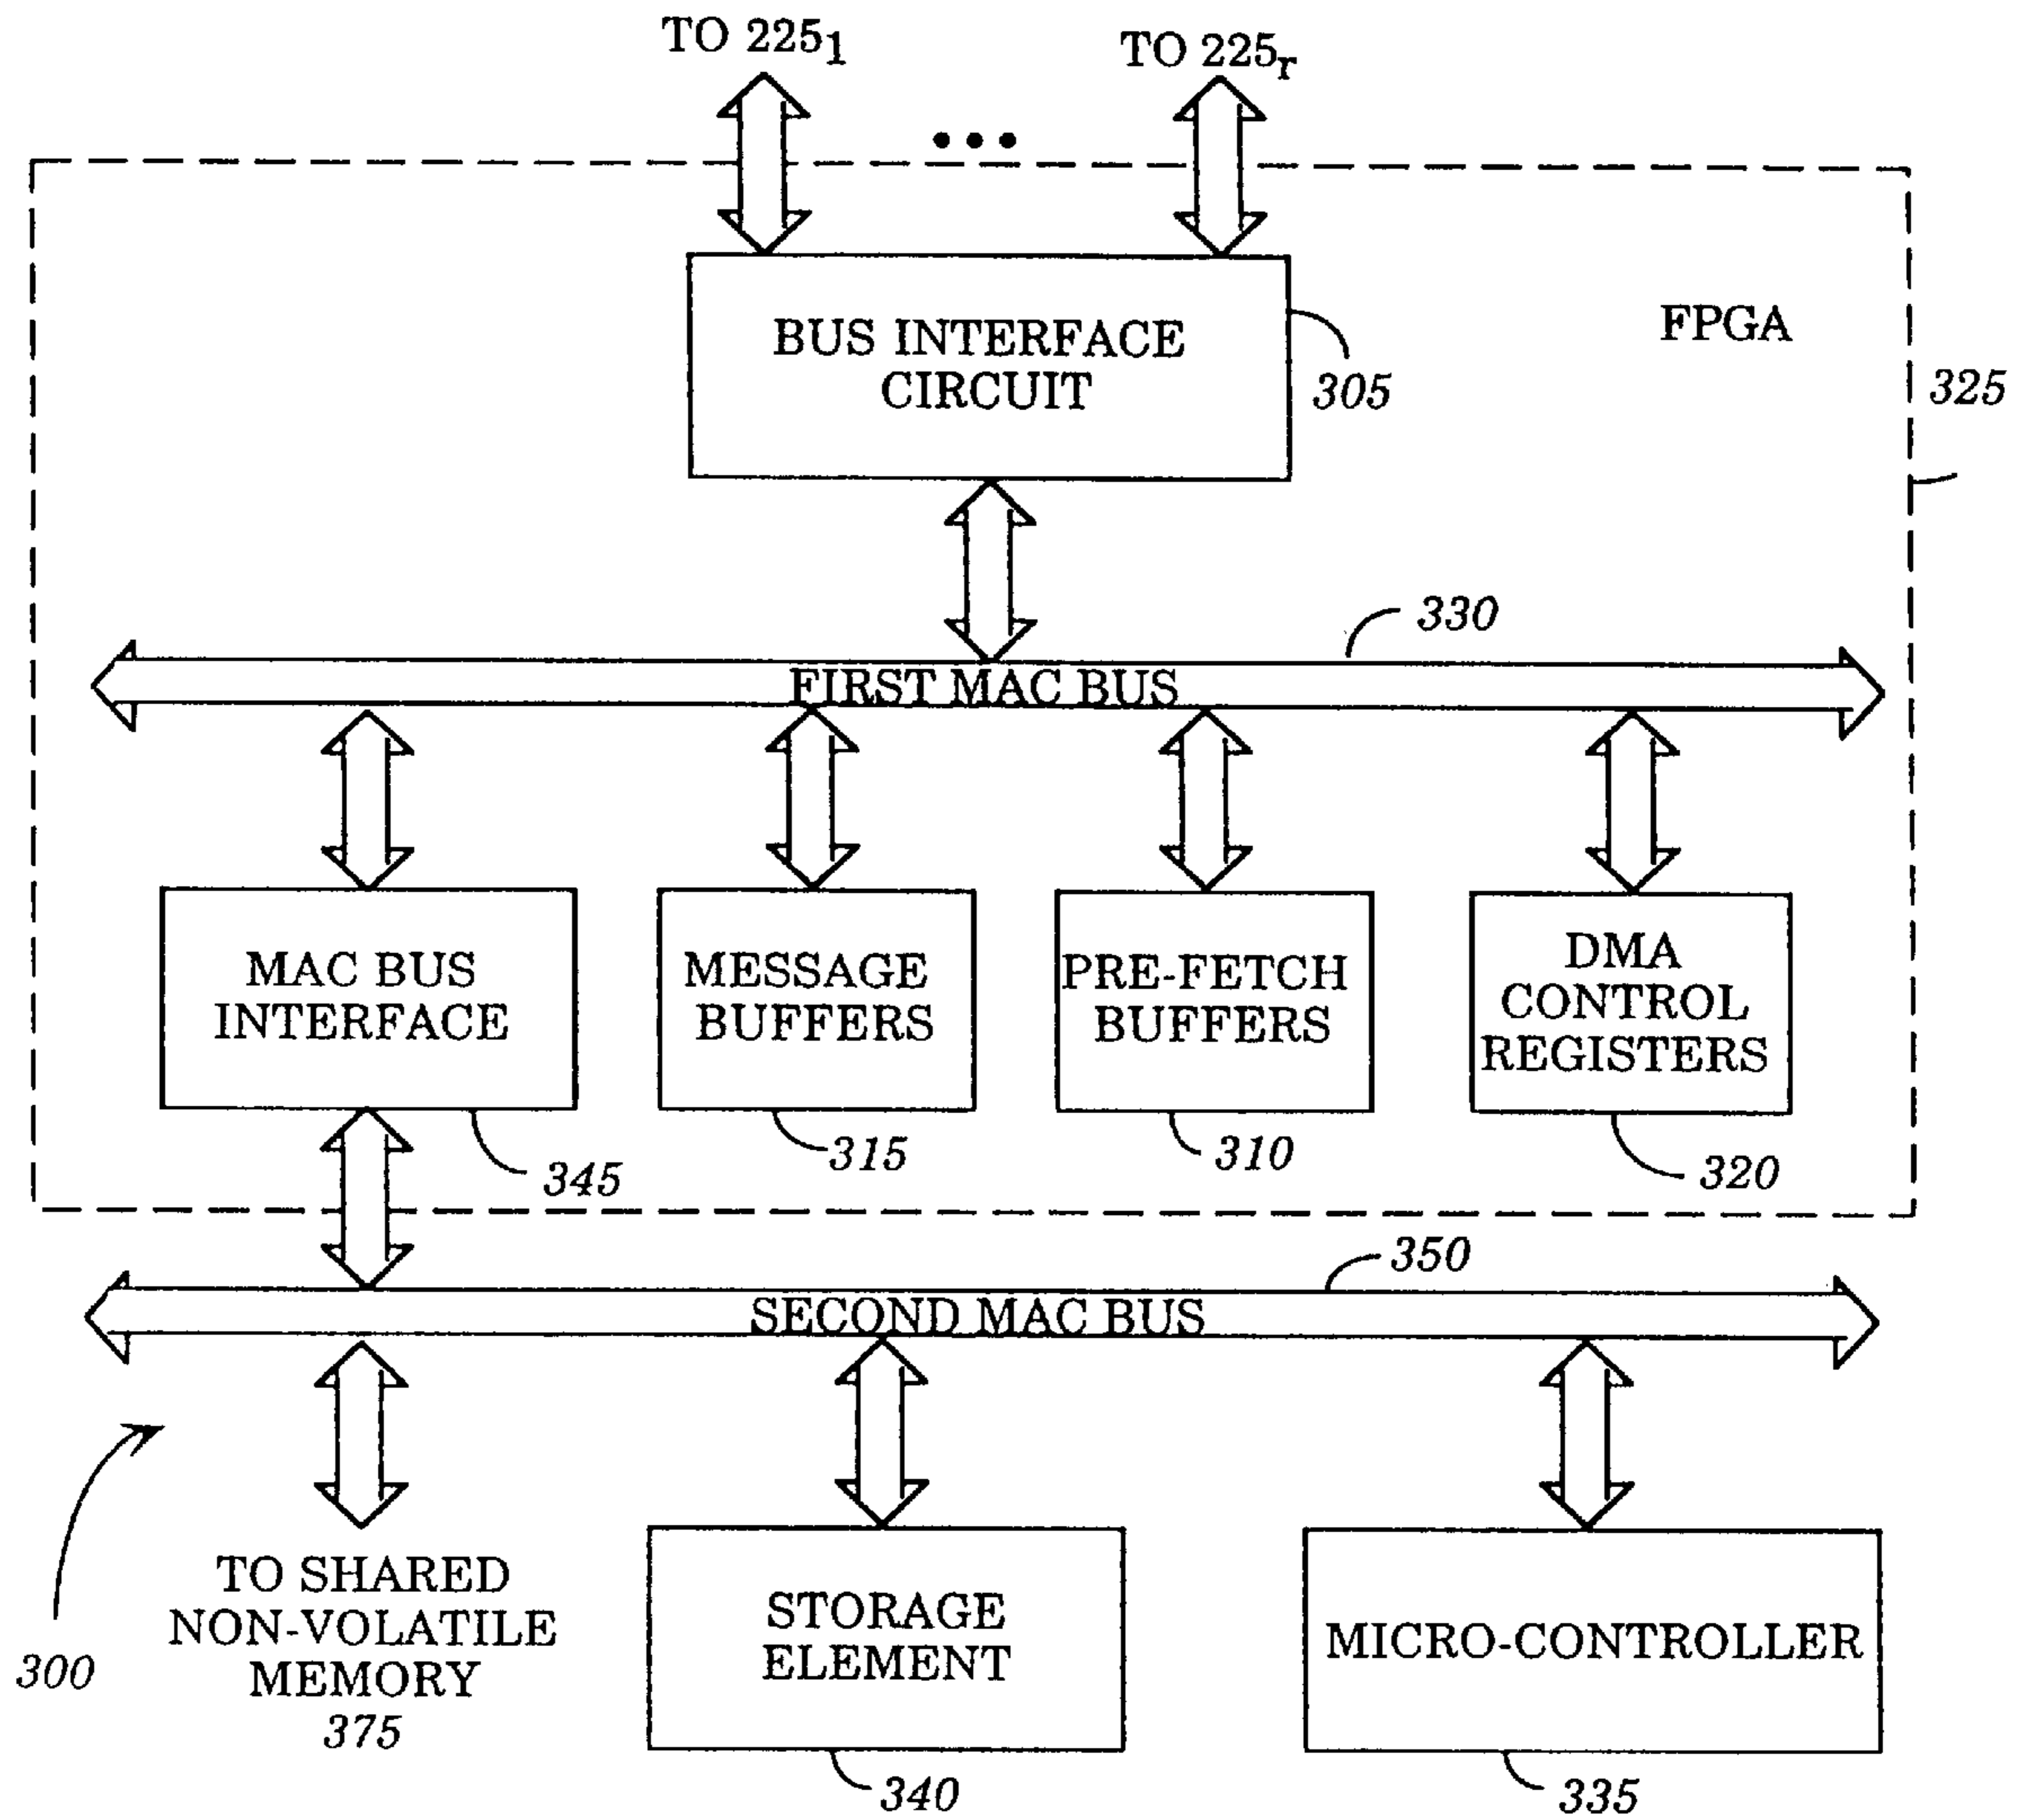 TO 225₁
TO 225ᵣ
BUS INTERFACE
CIRCUIT
305
FPGA
325
330
FIRST MAC BUS
MAC BUS
INTERFACE
MESSAGE
BUFFERS
PRE-FETCH
BUFFERS
DMA
CONTROL
REGISTERS
345
315
310
320
350
SECOND MAC BUS
300
TO SHARED
NON-VOLATILE
MEMORY
375
STORAGE
ELEMENT
340
MICRO-CONTROLLER
335